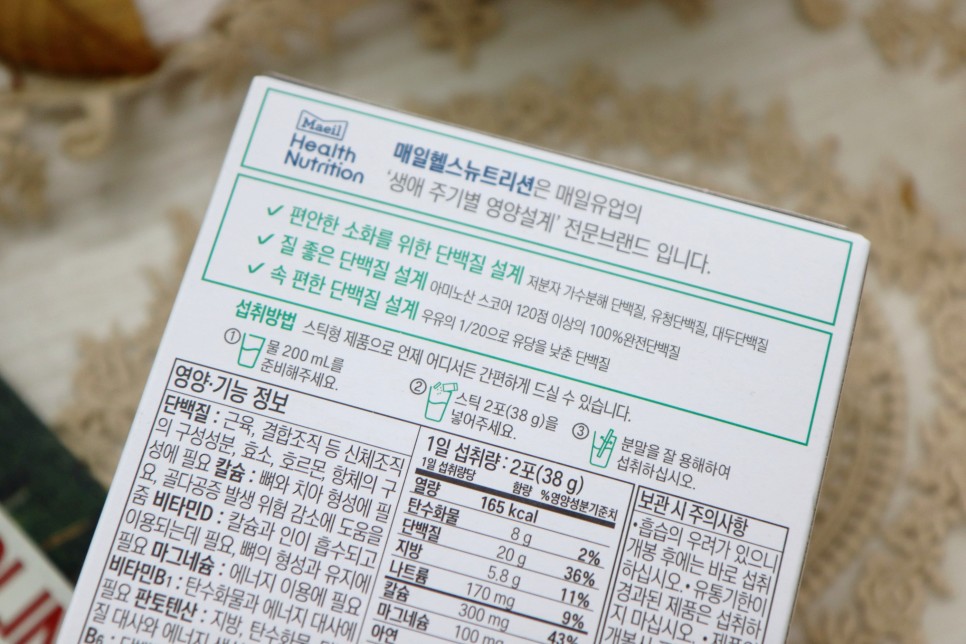 Maeil
Health
Nutrition
매일헬스뉴트리션은 매일유업의
'생애 주기별 영양설계' 전문브랜드 입니다.
✓ 편안한 소화를 위한 단백질 설계 저분자 가수분해 단백질, 유청단백질, 대두단백질
✓ 질 좋은 단백질 설계 아미노산 스코어 120점 이상의 100%완전단백질
✓ 속 편한 단백질 설계 우유의 1/20으로 유당을 낮춘 단백질
섭취방법 스틱형 제품으로 언제 어디서든 간편하게 드실 수 있습니다.
① 물 200 mL를
준비해주세요.
② 스틱 2포(38 g)을
넣어주세요.
③ 분말을 잘 용해하여
섭취하십시오.
영양·기능 정보
단백질 : 근육, 결합조직 등 신체조직
의 구성성분, 효소, 호르몬 항체의 구
성에 필요 칼슘 : 뼈와 치아 형성에 필
요, 골다공증 발생 위험 감소에 도움을
줌 비타민D : 칼슘과 인이 흡수되고
이용되는데 필요, 뼈의 형성과 유지에
필요 마그네슘 : 에너지 이용에 필요
비타민B₁ : 탄수화물과 에너지 대사에
필요 판토텐산 : 지방, 탄수화물,
질 대사와 에너지
B₆ :
1일 섭취량 : 2포(38 g)
1일 섭취량당 함량 %영양성분기준치
열량 165 kcal
탄수화물 8 g 2%
단백질 20 g 36%
지방 5.8 g 11%
나트륨 170 mg 9%
칼슘 300 mg 43%
마그네슘 100 mg
아연
보관 시 주의사항
•흡습의 우려가 있으니
개봉 후에는 바로 섭취
하십시오. •유통기한이
경과된 제품은 섭취하
지 마십시오. •제품
개봉시